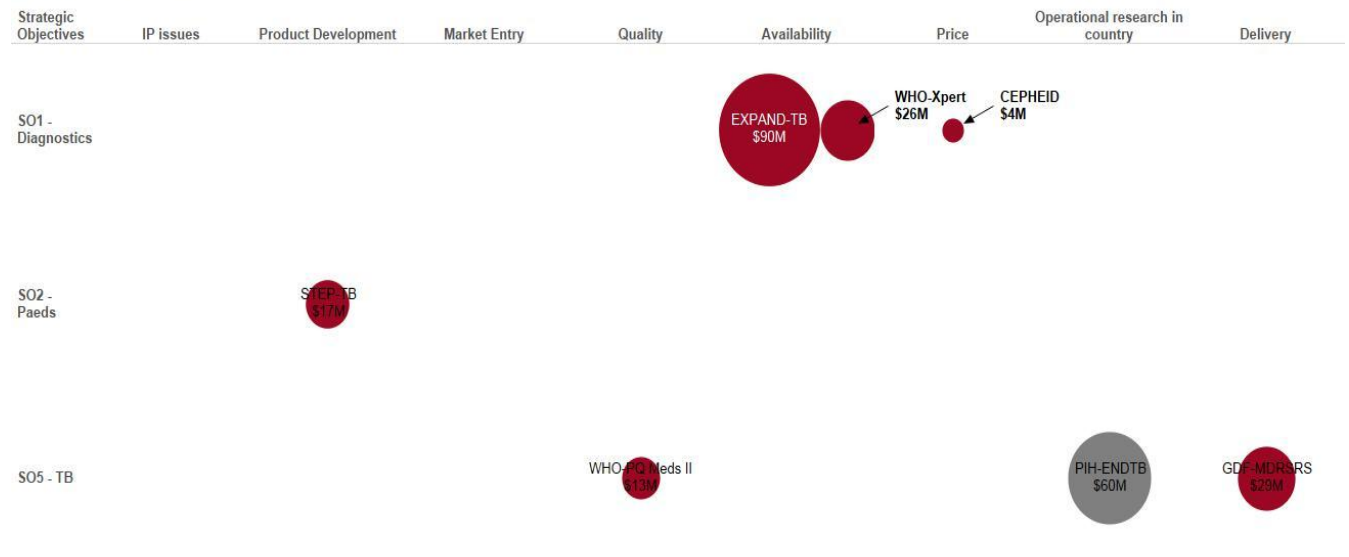 Strategic
Objectives
IP issues
Product Development
Market Entry
Quality
Availability
Price
Operational research in
country
Delivery
SO1 -
Diagnostics
EXPAND-TB
$90M
WHO-Xpert
$26M
CEPHEID
$4M
SO2 -
Paeds
STEP-TB
$17M
SO5 - TB
WHO-PQ Meds II
$13M
PIH-ENDTB
$60M
GDF-MDRSRS
$29M